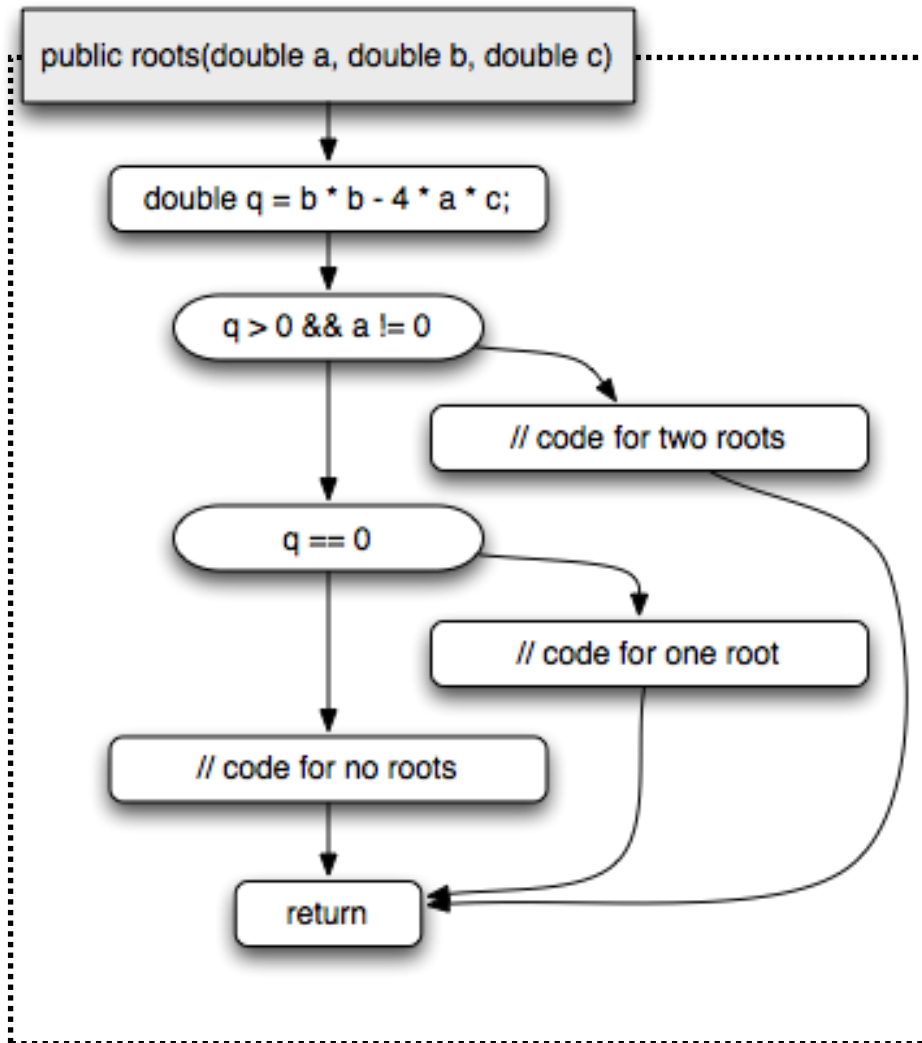 public roots(double a, double b, double c)
double q = b * b - 4 * a * c;
q > 0 && a != 0
// code for two roots
q == 0
// code for one root
// code for no roots
return